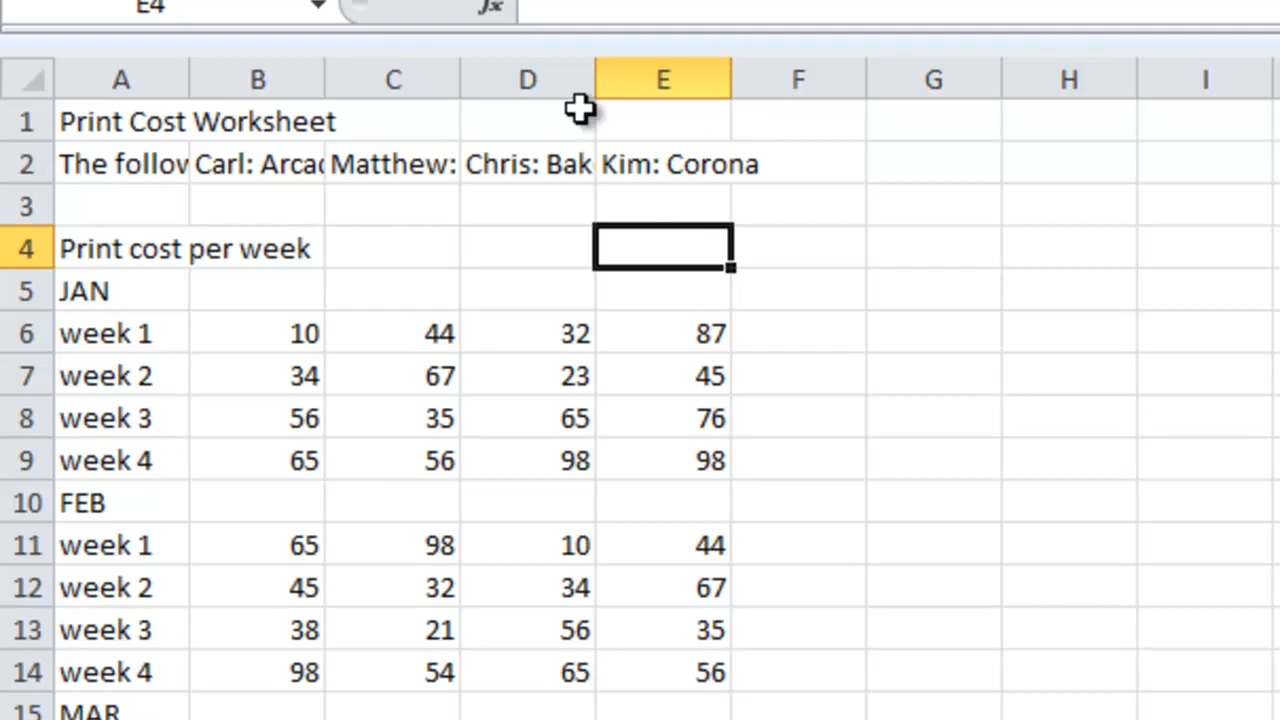 E4 fx
A B C D E F G H I
1 Print Cost Worksheet
2 The follow Carl: Arcad Matthew: Chris: Bak Kim: Corona
3
4 Print cost per week
5 JAN
6 week 1 10 44 32 87
7 week 2 34 67 23 45
8 week 3 56 35 65 76
9 week 4 65 56 98 98
10 FEB
11 week 1 65 98 10 44
12 week 2 45 32 34 67
13 week 3 38 21 56 35
14 week 4 98 54 65 56
15 MAR